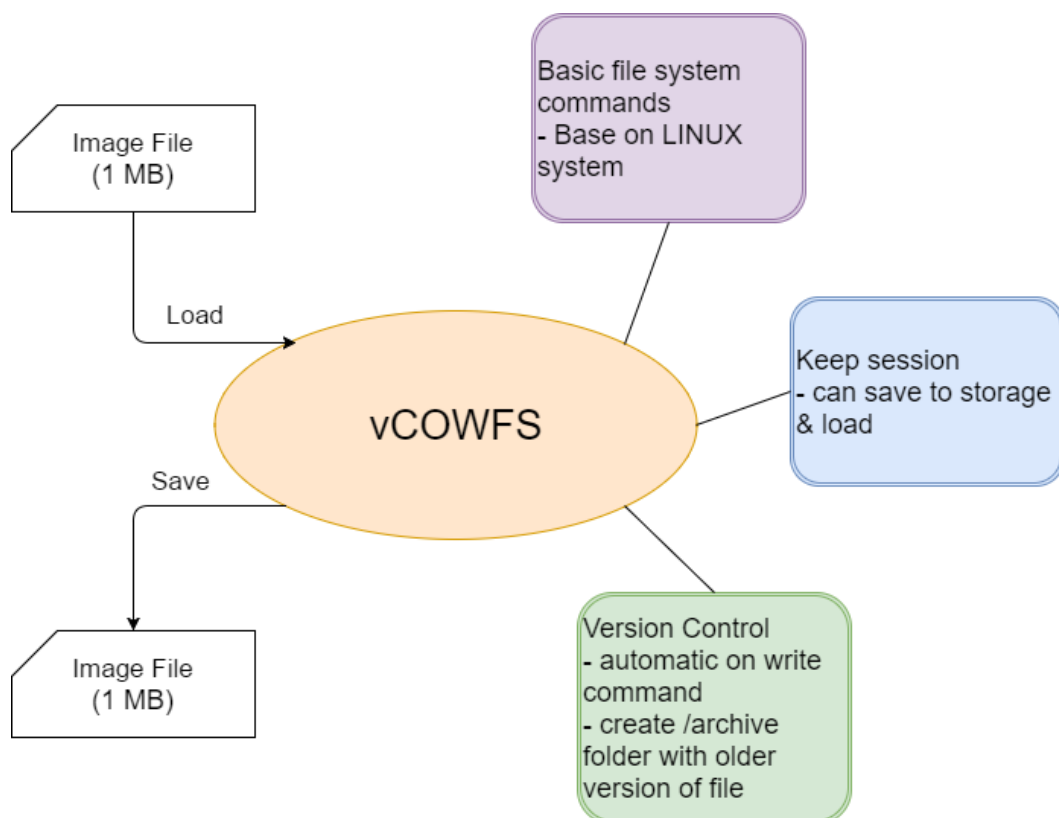 Basic file system
commands
- Base on LINUX
system
Image File
(1 MB)
Load
Keep session
- can save to storage
& load
vCOWFS
Save
Version Control
- automatic on write
command
- create /archive
folder with older
version of file
Image File
(1 MB)